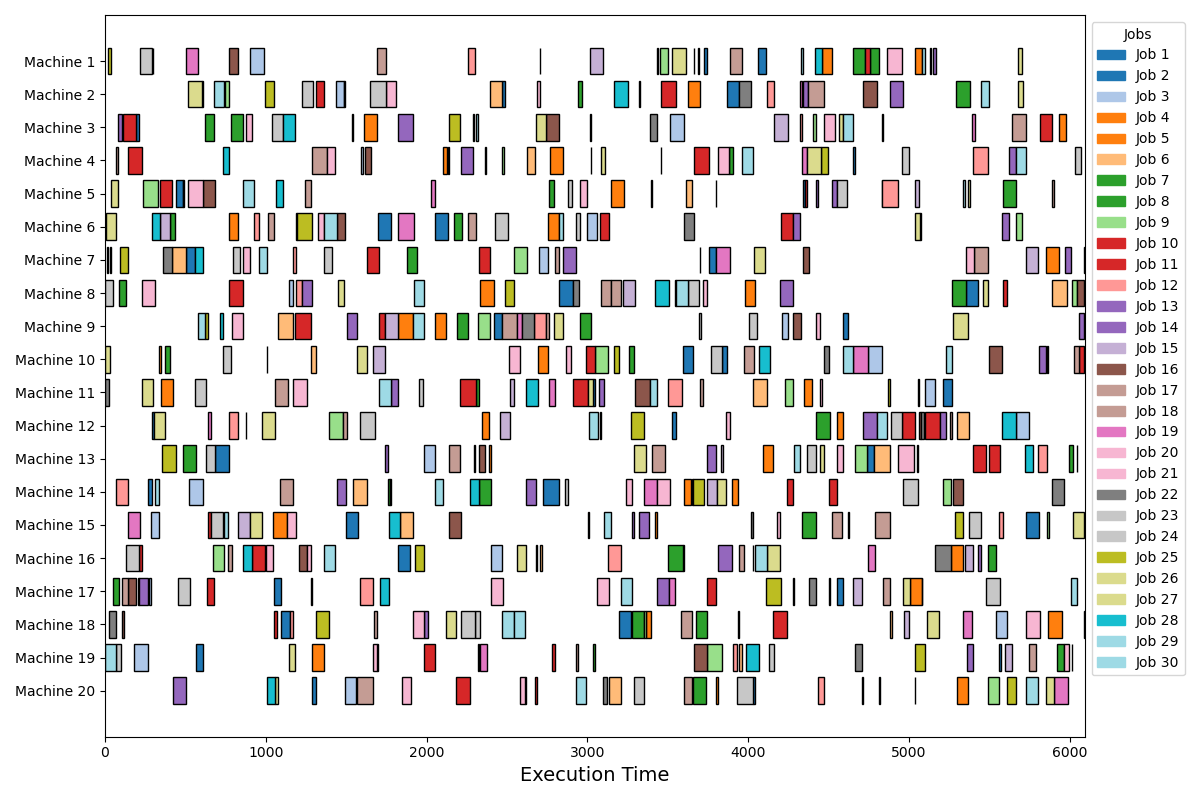 Machine 1
Machine 2
Machine 3
Machine 4
Machine 5
Machine 6
Machine 7
Machine 8
Machine 9
Machine 10
Machine 11
Machine 12
Machine 13
Machine 14
Machine 15
Machine 16
Machine 17
Machine 18
Machine 19
Machine 20
0 1000 2000 3000 4000 5000 6000
Execution Time
Jobs
Job 1
Job 2
Job 3
Job 4
Job 5
Job 6
Job 7
Job 8
Job 9
Job 10
Job 11
Job 12
Job 13
Job 14
Job 15
Job 16
Job 17
Job 18
Job 19
Job 20
Job 21
Job 22
Job 23
Job 24
Job 25
Job 26
Job 27
Job 28
Job 29
Job 30